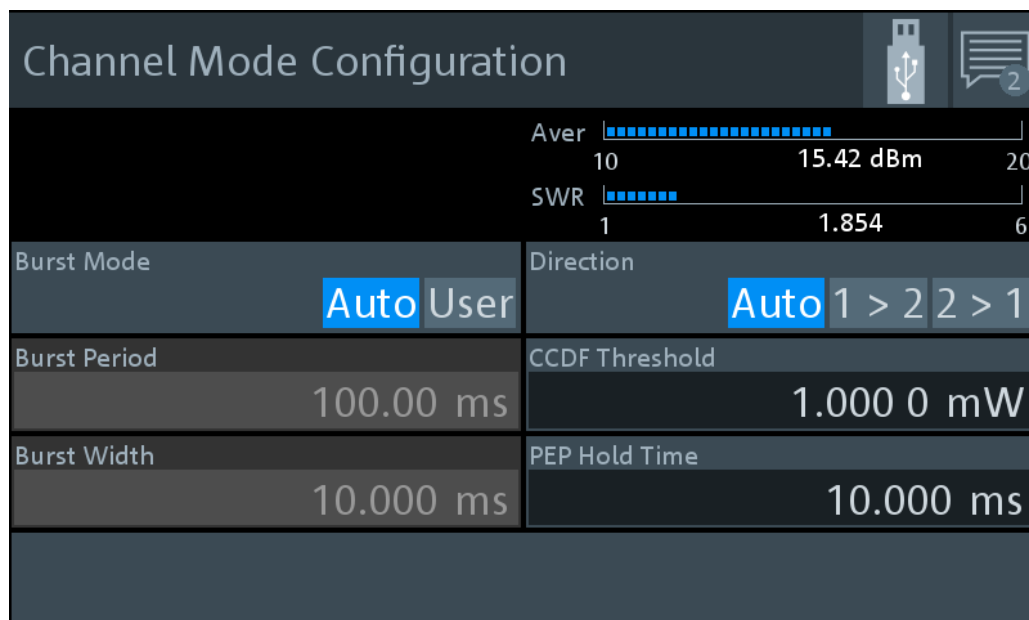 Channel Mode Configuration
2
Aver
10 15.42 dBm 20
SWR
1 1.854 6
Burst Mode
Auto User
Direction
Auto 1 > 2 2 > 1
Burst Period
100.00 ms
CCDF Threshold
1.000 0 mW
Burst Width
10.000 ms
PEP Hold Time
10.000 ms